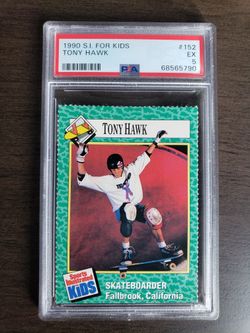 1990 S.I. FOR KIDS #152
TONY HAWK EX
5
PSA 68565790
TONY HAWK
Sports Illustrated
KIDS
SKATEBOARDER
Fallbrook, California